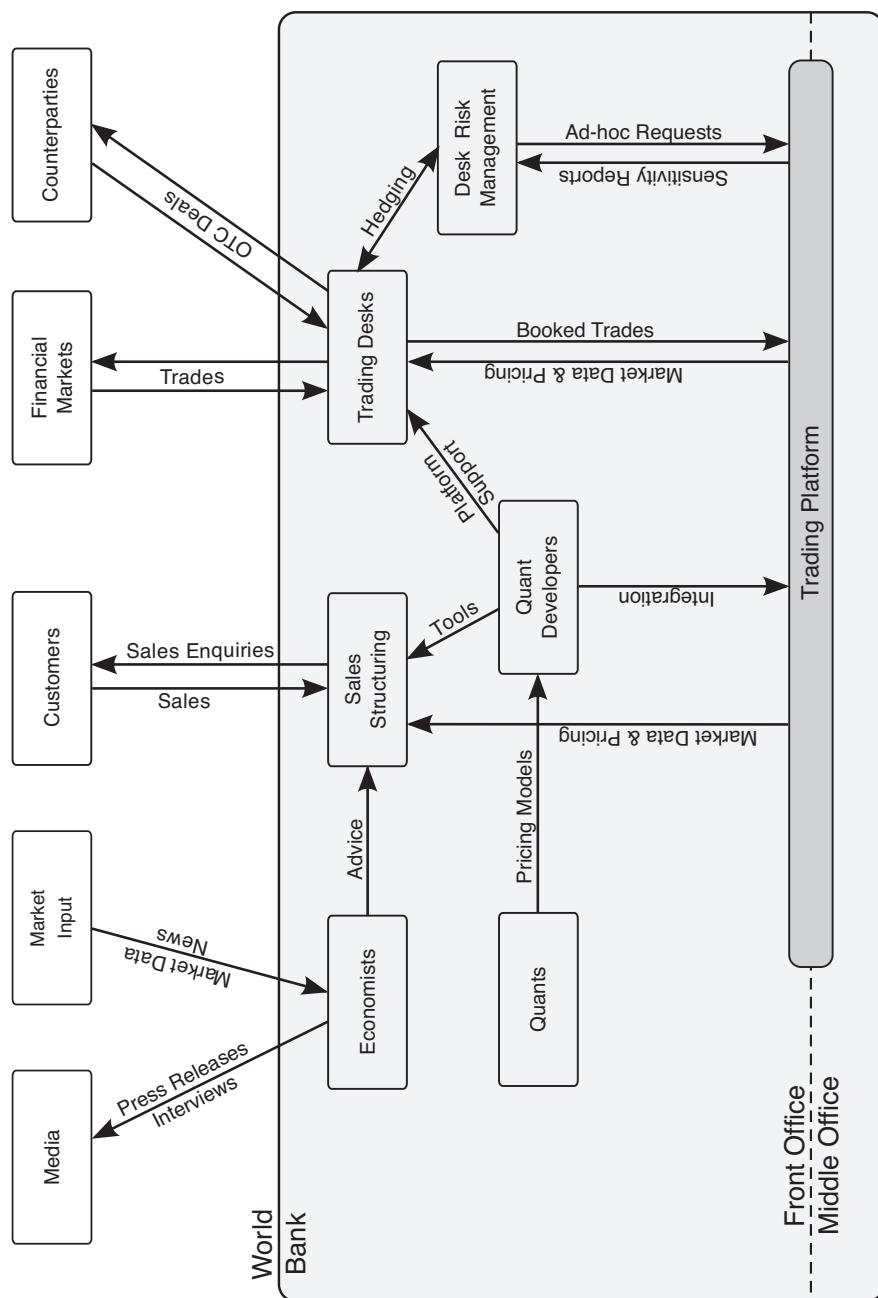 Media
Market
Input
Customers
Financial
Markets
Counterparties
Press Releases
Interviews
News
Market Data
Sales Enquiries
Sales
Trades
OTC Deals
World
Bank
Economists
Advice
Sales
Structuring
Trading Desks
Hedging
Desk Risk
Management
Tools
Platform
Support
Quants
Pricing Models
Quant
Developers
Market Data & Pricing
Integration
Market Data & Pricing
Booked Trades
Sensitivity Reports
Ad-hoc Requests
Front Office
Middle Office
Trading Platform